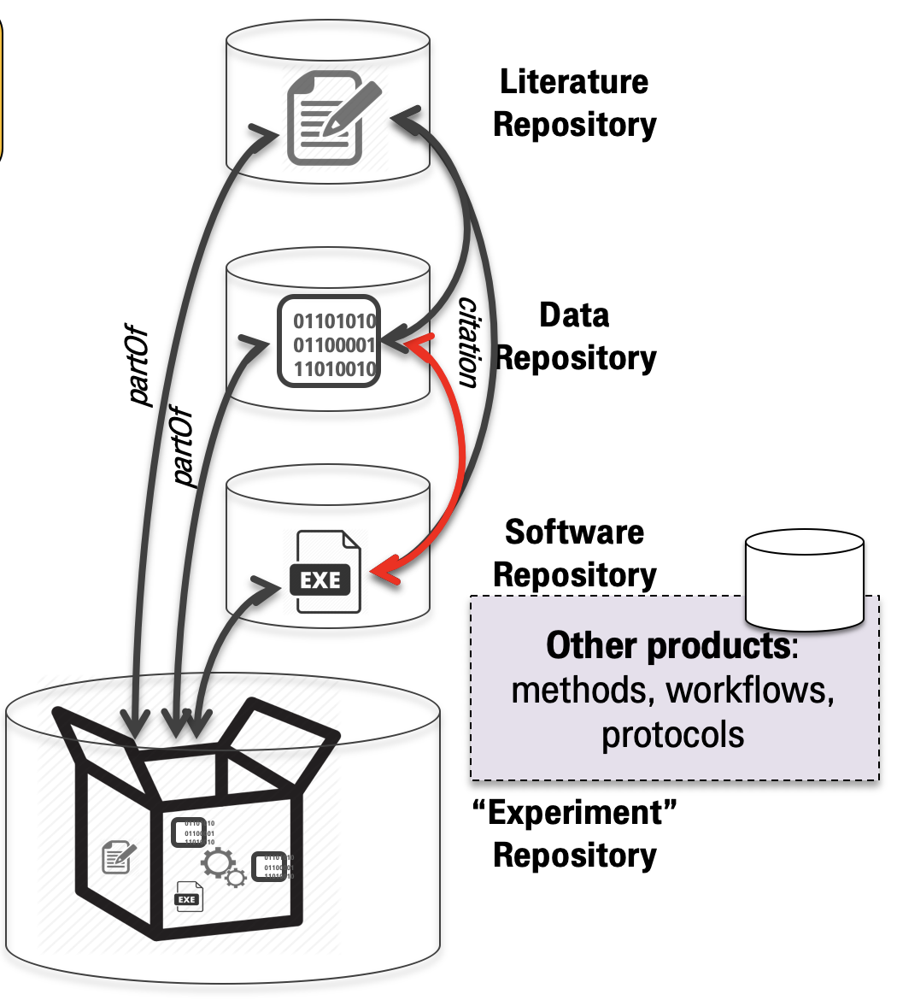 Literature
Repository
partOf
partOf
citation
01101010
01100001
11010010
Data
Repository
EXE
Software
Repository
Other products:
methods, workflows,
protocols
“Experiment”
Repository
EXE